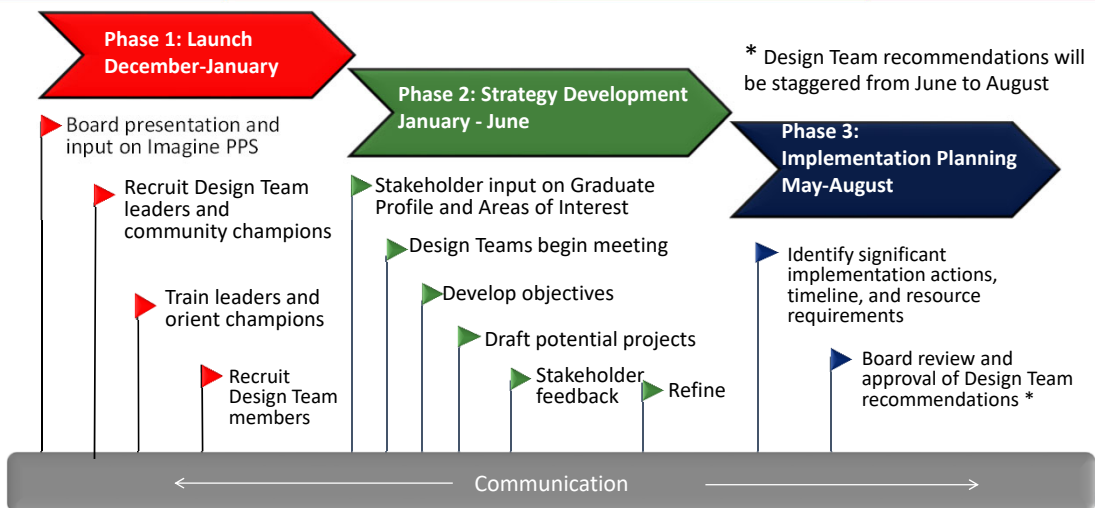 Phase 1: Launch
December-January
* Design Team recommendations will
be staggered from June to August
Phase 2: Strategy Development
January - June
Phase 3:
Implementation Planning
May-August
Board presentation and
input on Imagine PPS
Recruit Design Team
leaders and
community champions
Train leaders and
orient champions
Recruit
Design Team
members
Stakeholder input on Graduate
Profile and Areas of Interest
Design Teams begin meeting
Develop objectives
Draft potential projects
Stakeholder
feedback
Refine
Identify significant
implementation actions,
timeline, and resource
requirements
Board review and
approval of Design Team
recommendations *
Communication